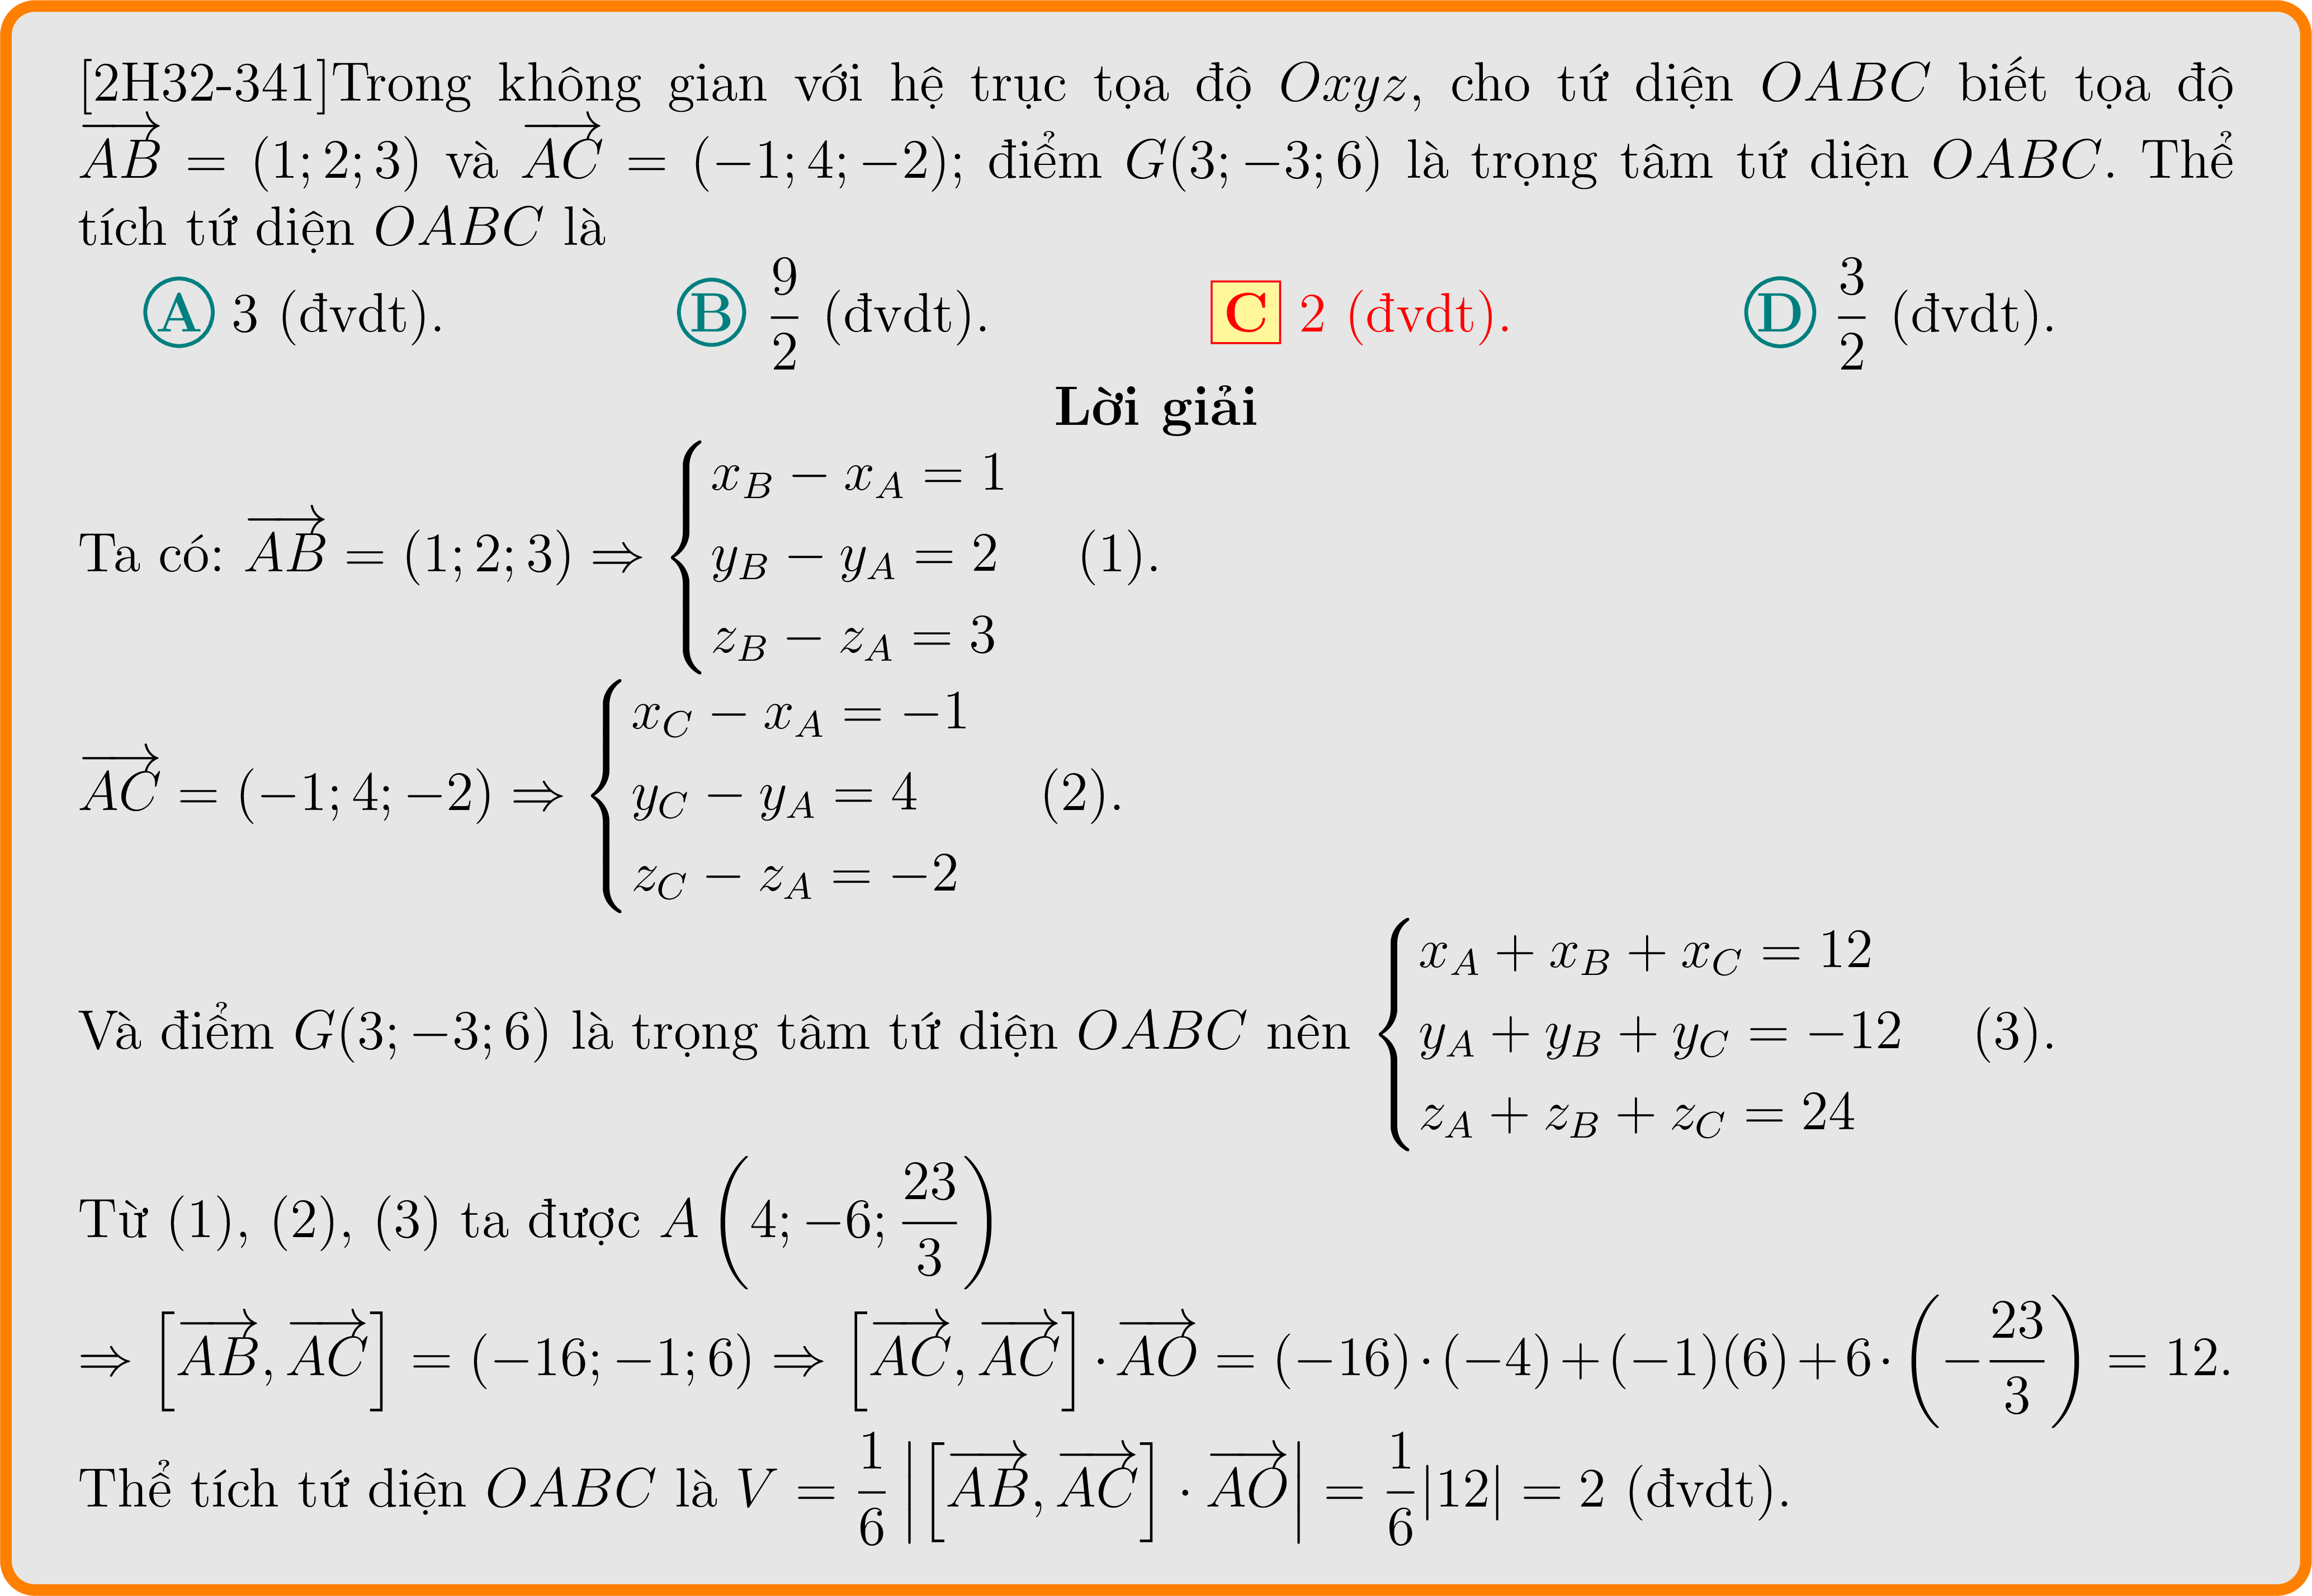 [2H32-341]Trong không gian với hệ trục tọa độ $Oxyz$, cho tứ diện $OABC$ biết tọa độ
$\overrightarrow{AB} = (1; 2; 3)$ và $\overrightarrow{AC} = (-1; 4; -2)$; điểm $G(3; -3; 6)$ là trọng tâm tứ diện $OABC$. Thể
tích tứ diện $OABC$ là
A 3 (đvdt). B $\dfrac{9}{2}$ (đvdt). C 2 (đvdt). D $\dfrac{3}{2}$ (đvdt).
Lời giải
Ta có: $\overrightarrow{AB} = (1; 2; 3) \Rightarrow \begin{cases} x_B - x_A = 1 \\ y_B - y_A = 2 \\ z_B - z_A = 3 \end{cases}$ (1).
$\overrightarrow{AC} = (-1; 4; -2) \Rightarrow \begin{cases} x_C - x_A = -1 \\ y_C - y_A = 4 \\ z_C - z_A = -2 \end{cases}$ (2).
Và điểm $G(3; -3; 6)$ là trọng tâm tứ diện $OABC$ nên $\begin{cases} x_A + x_B + x_C = 12 \\ y_A + y_B + y_C = -12 \\ z_A + z_B + z_C = 24 \end{cases}$ (3).
Từ (1), (2), (3) ta được $A\left(4; -6; \dfrac{23}{3}\right)$
$\Rightarrow \left[\overrightarrow{AB}, \overrightarrow{AC}\right] = (-16; -1; 6) \Rightarrow \left[\overrightarrow{AC}, \overrightarrow{AC}\right] \cdot \overrightarrow{AO} = (-16) \cdot (-4) + (-1)(6) + 6 \cdot \left(-\dfrac{23}{3}\right) = 12.$
Thể tích tứ diện $OABC$ là $V = \dfrac{1}{6}\left|\left[\overrightarrow{AB}, \overrightarrow{AC}\right] \cdot \overrightarrow{AO}\right| = \dfrac{1}{6}|12| = 2$ (đvdt).